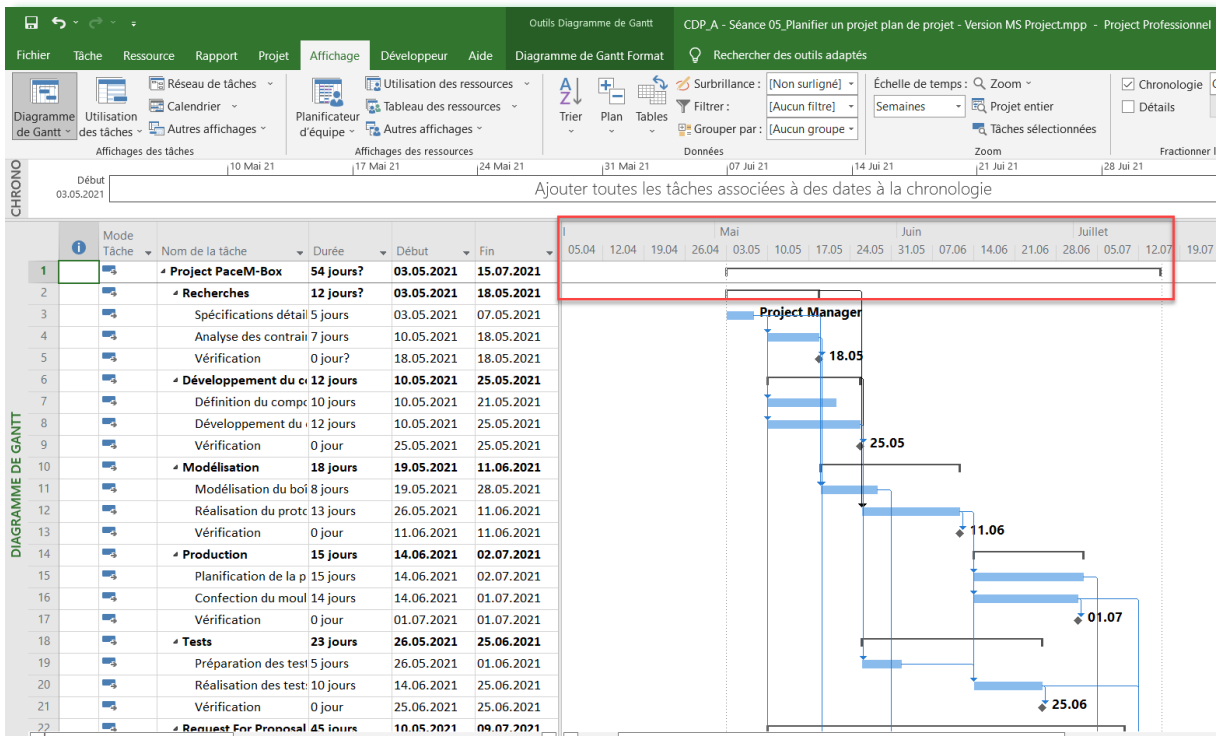 Outils Diagramme de Gantt CDP_A - Séance 05_Planifier un projet plan de projet - Version MS Project.mpp - Project Professionnel
Fichier Tâche Ressource Rapport Projet Affichage Développeur Aide Diagramme de Gantt Format Rechercher des outils adaptés
Réseau de tâches Utilisation des ressources Surbrillance : [Non surligné] Échelle de temps : Zoom Chronologie
Calendrier Tableau des ressources Filtrer : [Aucun filtre] Semaines Projet entier Détails
Diagramme de Gantt Utilisation des tâches Autres affichages Planificateur d'équipe Autres affichages Trier Plan Tables Grouper par : [Aucun groupe Tâches sélectionnées
Affichages des tâches Affichages des ressources Données Zoom Fractionner l
CHRONO
10 Mai 21 17 Mai 21 24 Mai 21 31 Mai 21 07 Jui 21 14 Jui 21 21 Jui 21 28 Jui 21
Début
03.05.2021
Ajouter toutes les tâches associées à des dates à la chronologie
DIAGRAMME DE GANTT
Mode Tâche Nom de la tâche Durée Début Fin
Mai Juin Juillet
05.04 12.04 19.04 26.04 03.05 10.05 17.05 24.05 31.05 07.06 14.06 21.06 28.06 05.07 12.07 19.07
1 Project PaceM-Box 54 jours? 03.05.2021 15.07.2021
2 Recherches 12 jours? 03.05.2021 18.05.2021
3 Spécifications détail 5 jours 03.05.2021 07.05.2021 Project Manager
4 Analyse des contrai 7 jours 10.05.2021 18.05.2021
5 Vérification 0 jour? 18.05.2021 18.05.2021 18.05
6 Développement du c 12 jours 10.05.2021 25.05.2021
7 Définition du compo 10 jours 10.05.2021 21.05.2021
8 Développement du 12 jours 10.05.2021 25.05.2021
9 Vérification 0 jour 25.05.2021 25.05.2021 25.05
10 Modélisation 18 jours 19.05.2021 11.06.2021
11 Modélisation du boî 8 jours 19.05.2021 28.05.2021
12 Réalisation du proto 13 jours 26.05.2021 11.06.2021
13 Vérification 0 jour 11.06.2021 11.06.2021 11.06
14 Production 15 jours 14.06.2021 02.07.2021
15 Planification de la p 15 jours 14.06.2021 02.07.2021
16 Confection du moul 14 jours 14.06.2021 01.07.2021
17 Vérification 0 jour 01.07.2021 01.07.2021 01.07
18 Tests 23 jours 26.05.2021 25.06.2021
19 Préparation des test 5 jours 26.05.2021 01.06.2021
20 Réalisation des test 10 jours 14.06.2021 25.06.2021
21 Vérification 0 jour 25.06.2021 25.06.2021 25.06
22 Request For Proposal 45 jours 10.05.2021 09.07.2021